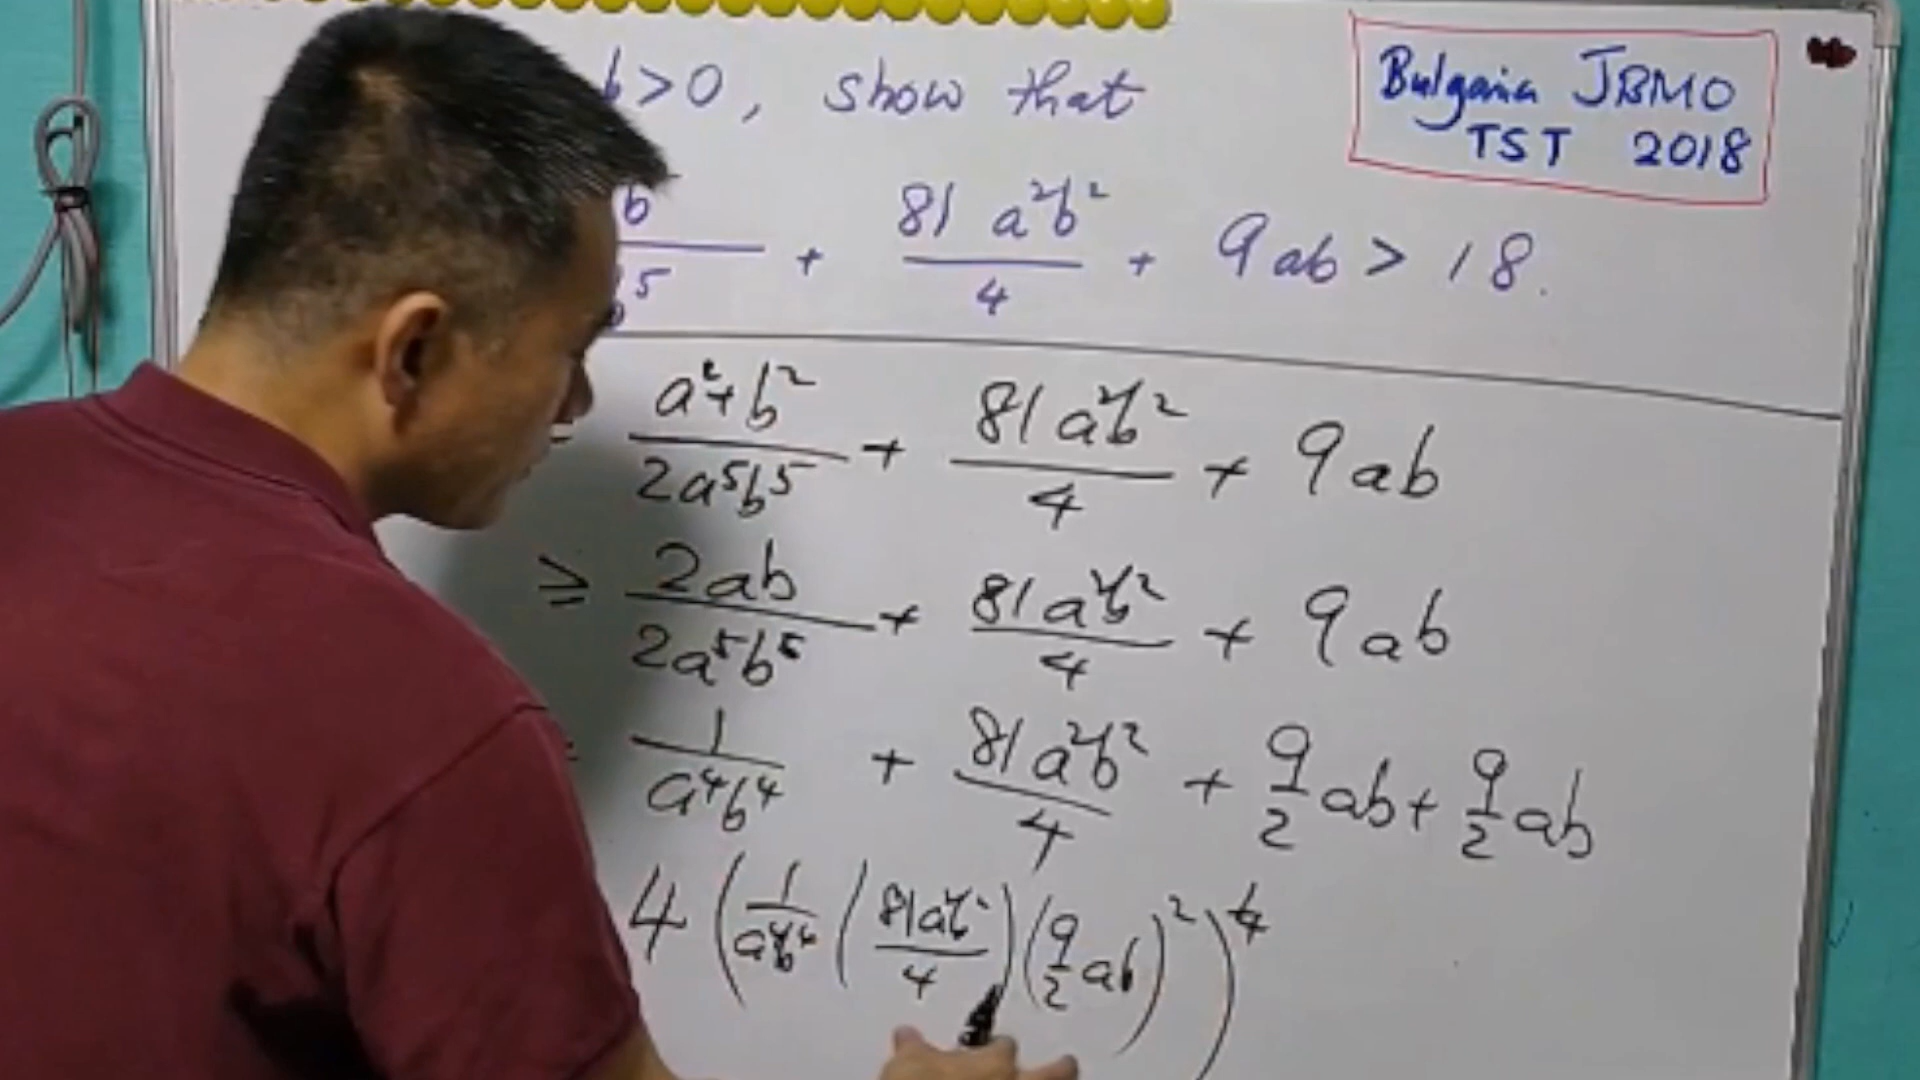 b > 0, show that
Bulgaria JBMO
TST 2018
b/b⁵ + 81 a²b²/4 + 9ab > 18.
(a²+b²)/(2a⁵b⁵) + 81a²b²/4 + 9ab
≥ 2ab/(2a⁵b⁵) + 81a²b²/4 + 9ab
= 1/(a⁴b⁴) + 81a²b²/4 + 9/2 ab + 9/2 ab
4 (1/(a⁴b⁴) (81a²b²/4) (9/2 ab)²)^(1/4)